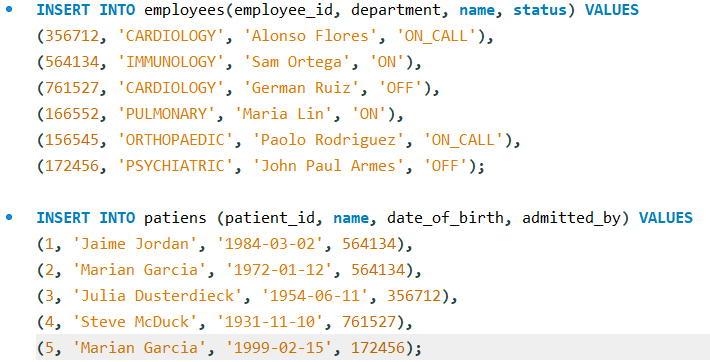 INSERT INTO employees(employee_id, department, name, status) VALUES
(356712, 'CARDIOLOGY', 'Alonso Flores', 'ON_CALL'),
(564134, 'IMMUNOLOGY', 'Sam Ortega', 'ON'),
(761527, 'CARDIOLOGY', 'German Ruiz', 'OFF'),
(166552, 'PULMONARY', 'Maria Lin', 'ON'),
(156545, 'ORTHOPAEDIC', 'Paolo Rodriguez', 'ON_CALL'),
(172456, 'PSYCHIATRIC', 'John Paul Armes', 'OFF');
INSERT INTO patiens (patient_id, name, date_of_birth, admitted_by) VALUES
(1, 'Jaime Jordan', '1984-03-02', 564134),
(2, 'Marian Garcia', '1972-01-12', 564134),
(3, 'Julia Dusterdieck', '1954-06-11', 356712),
(4, 'Steve McDuck', '1931-11-10', 761527),
(5, 'Marian Garcia', '1999-02-15', 172456);